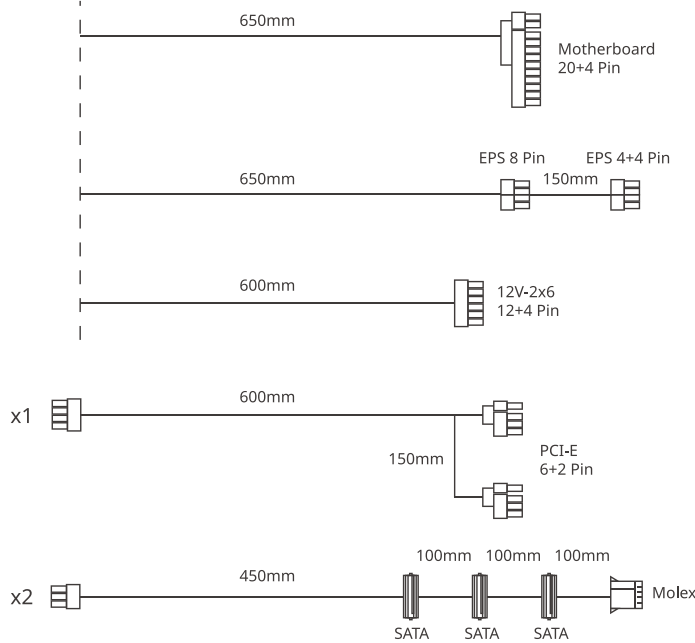 650mm
Motherboard
20+4 Pin
EPS 8 Pin
EPS 4+4 Pin
650mm
150mm
600mm
12V-2x6
12+4 Pin
x1
600mm
150mm
PCI-E
6+2 Pin
x2
450mm
100mm
100mm
100mm
Molex
SATA
SATA
SATA